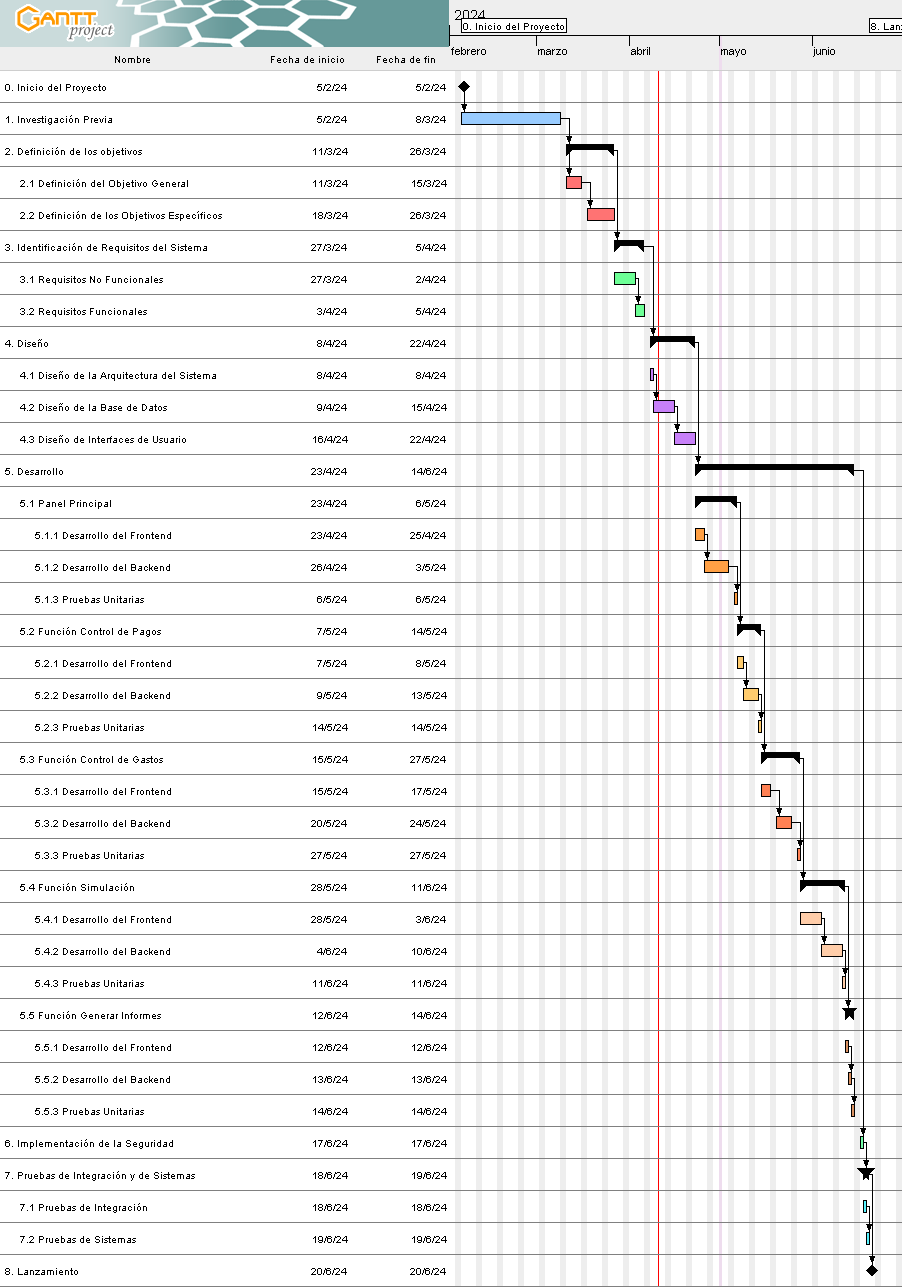 GANTT
project
2024
0. Inicio del Proyecto
8. Lanz
febrero marzo abril mayo junio
Nombre Fecha de inicio Fecha de fin
0. Inicio del Proyecto 5/2/24 5/2/24
1. Investigación Previa 5/2/24 8/3/24
2. Definición de los objetivos 11/3/24 26/3/24
2.1 Definición del Objetivo General 11/3/24 15/3/24
2.2 Definición de los Objetivos Específicos 18/3/24 26/3/24
3. Identificación de Requisitos del Sistema 27/3/24 5/4/24
3.1 Requisitos No Funcionales 27/3/24 2/4/24
3.2 Requisitos Funcionales 3/4/24 5/4/24
4. Diseño 8/4/24 22/4/24
4.1 Diseño de la Arquitectura del Sistema 8/4/24 8/4/24
4.2 Diseño de la Base de Datos 9/4/24 15/4/24
4.3 Diseño de Interfaces de Usuario 16/4/24 22/4/24
5. Desarrollo 23/4/24 14/6/24
5.1 Panel Principal 23/4/24 6/5/24
5.1.1 Desarrollo del Frontend 23/4/24 25/4/24
5.1.2 Desarrollo del Backend 26/4/24 3/5/24
5.1.3 Pruebas Unitarias 6/5/24 6/5/24
5.2 Función Control de Pagos 7/5/24 14/5/24
5.2.1 Desarrollo del Frontend 7/5/24 8/5/24
5.2.2 Desarrollo del Backend 9/5/24 13/5/24
5.2.3 Pruebas Unitarias 14/5/24 14/5/24
5.3 Función Control de Gastos 15/5/24 27/5/24
5.3.1 Desarrollo del Frontend 15/5/24 17/5/24
5.3.2 Desarrollo del Backend 20/5/24 24/5/24
5.3.3 Pruebas Unitarias 27/5/24 27/5/24
5.4 Función Simulación 28/5/24 11/6/24
5.4.1 Desarrollo del Frontend 28/5/24 3/6/24
5.4.2 Desarrollo del Backend 4/6/24 10/6/24
5.4.3 Pruebas Unitarias 11/6/24 11/6/24
5.5 Función Generar Informes 12/6/24 14/6/24
5.5.1 Desarrollo del Frontend 12/6/24 12/6/24
5.5.2 Desarrollo del Backend 13/6/24 13/6/24
5.5.3 Pruebas Unitarias 14/6/24 14/6/24
6. Implementación de la Seguridad 17/6/24 17/6/24
7. Pruebas de Integración y de Sistemas 18/6/24 19/6/24
7.1 Pruebas de Integración 18/6/24 18/6/24
7.2 Pruebas de Sistemas 19/6/24 19/6/24
8. Lanzamiento 20/6/24 20/6/24